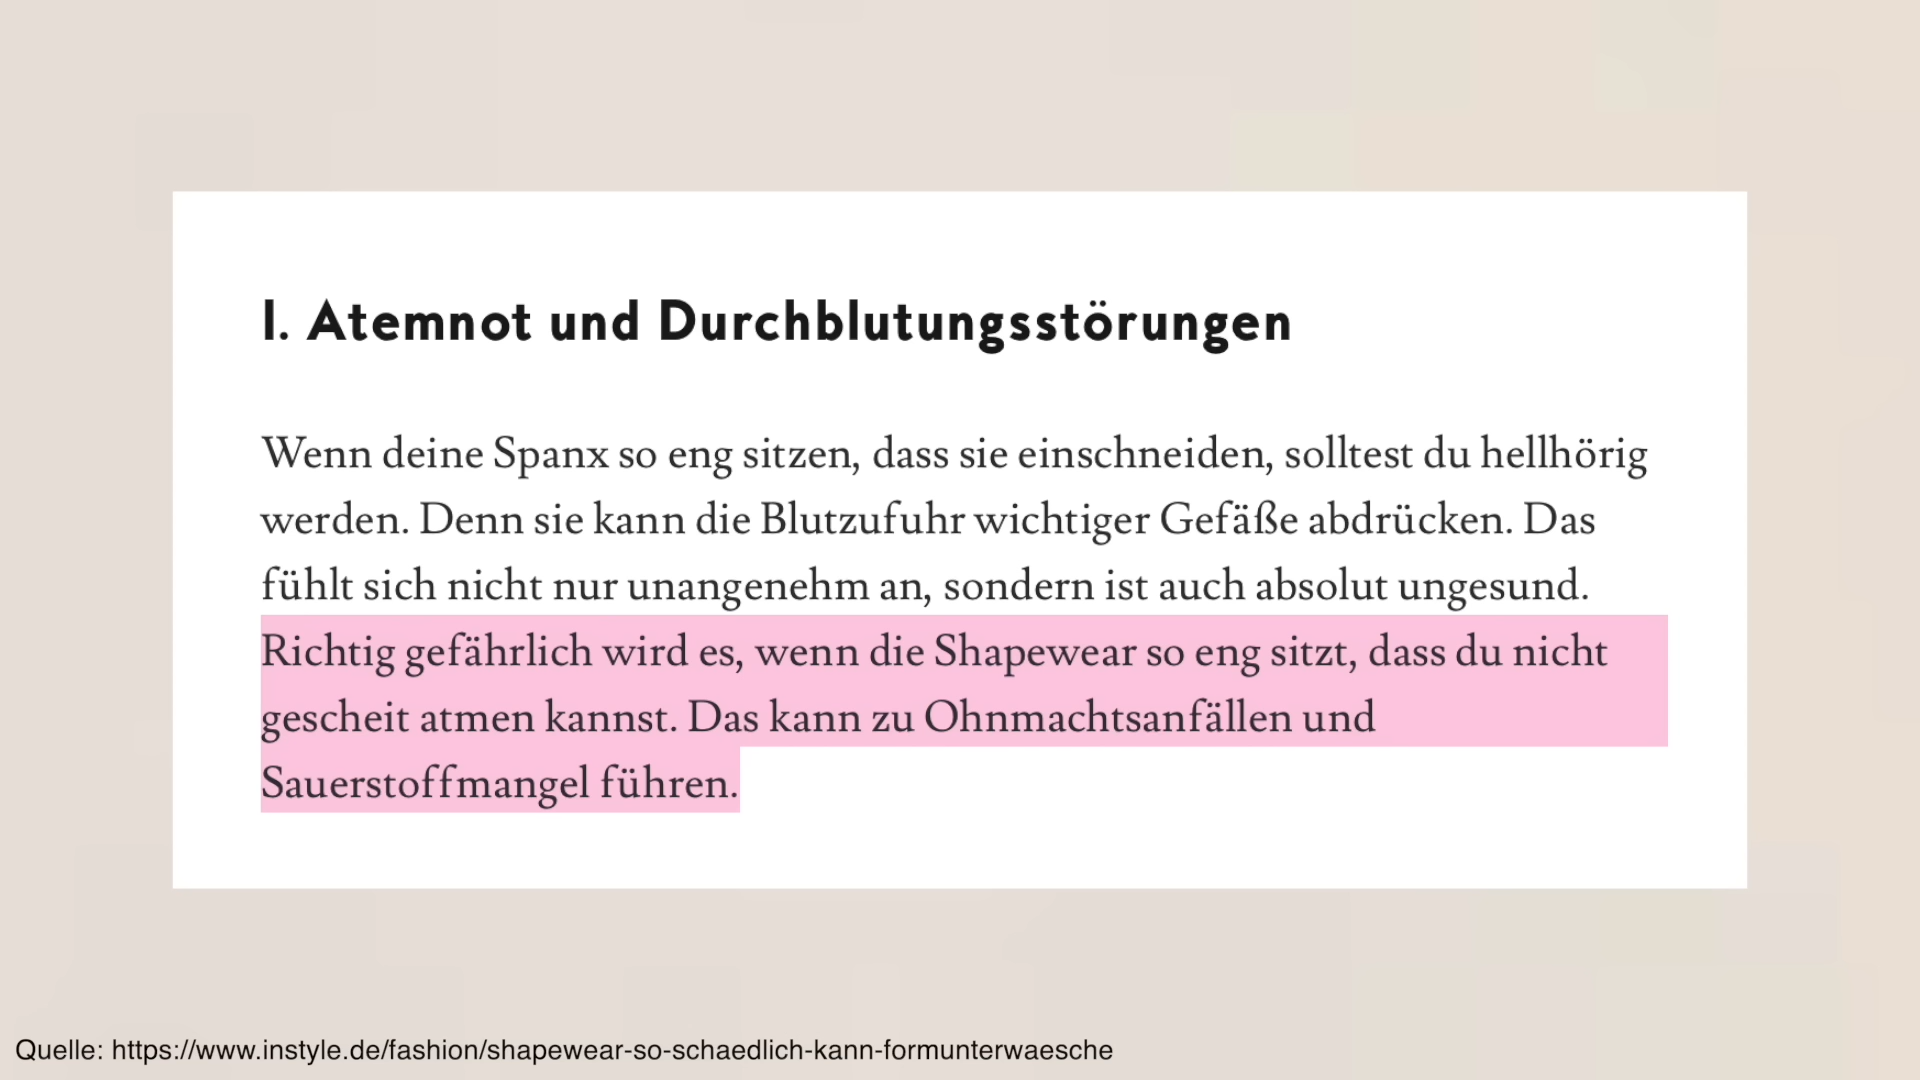 1. Atemnot und Durchblutungsstörungen
Wenn deine Spanx so eng sitzen, dass sie einschneiden, solltest du hellhörig
werden. Denn sie kann die Blutzufuhr wichtiger Gefäße abdrücken. Das
fühlt sich nicht nur unangenehm an, sondern ist auch absolut ungesund.
Richtig gefährlich wird es, wenn die Shapewear so eng sitzt, dass du nicht
gescheit atmen kannst. Das kann zu Ohnmachtsanfällen und
Sauerstoffmangel führen.
Quelle: https://www.instyle.de/fashion/shapewear-so-schaedlich-kann-formunterwaesche